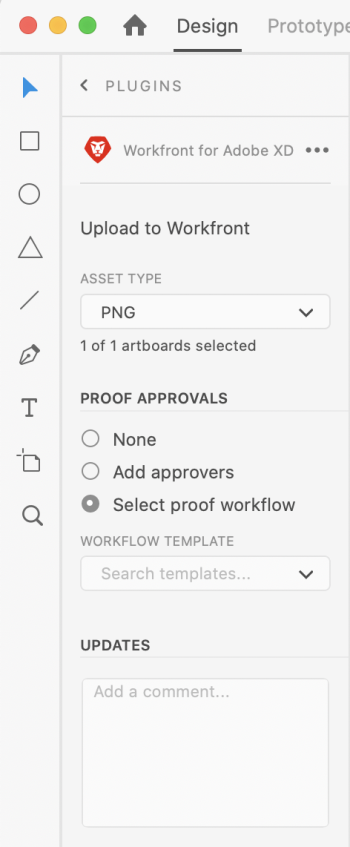 Design Prototype
PLUGINS
Workfront for Adobe XD
Upload to Workfront
ASSET TYPE
PNG
1 of 1 artboards selected
PROOF APPROVALS
None
Add approvers
Select proof workflow
WORKFLOW TEMPLATE
Search templates...
UPDATES
Add a comment...